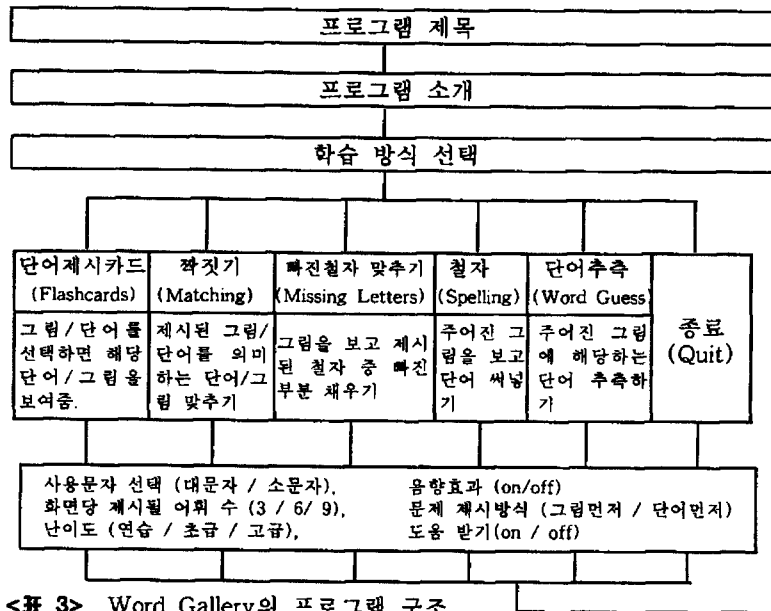 프로그램 제목
프로그램 소개
학습 방식 선택
단어제시카드
(Flashcards)
그림/단어를
선택하면 해당
단어/그림을
보여줌.
짝짓기
(Matching)
제시된 그림/
단어를 의미
하는 단어/그
림 맞추기
빠진철자 맞추기
(Missing Letters)
그림을 보고 제시
된 철자 중 빠진
부분 채우기
철자
(Spelling)
주어진 그
림을 보고
단어 써넣
기
단어추측
(Word Guess)
주어진 그림
에 해당하는
단어 추측하
기
종료
(Quit)
사용문자 선택 (대문자 / 소문자),
화면당 제시될 어휘 수 (3 / 6/ 9),
난이도 (연습 / 초급 / 고급),
음향효과 (on/off)
문제 제시방식 (그림먼저 / 단어먼저)
도움 받기(on / off)
<표 3> Word Gallery의 프로그램 구조